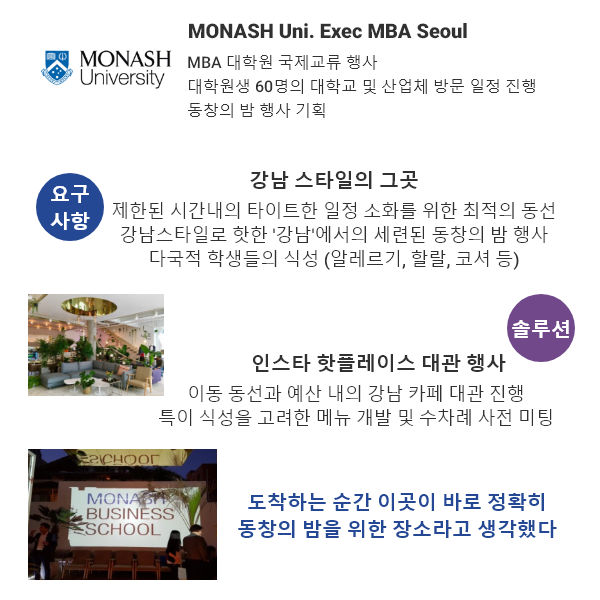 MONASH Uni. Exec MBA Seoul
MONASH
University
MBA 대학원 국제교류 행사
대학원생 60명의 대학교 및 산업체 방문 일정 진행
동창의 밤 행사 기획
요구
사항
강남 스타일의 그곳
제한된 시간내의 타이트한 일정 소화를 위한 최적의 동선
강남스타일로 핫한 '강남'에서의 세련된 동창의 밤 행사
다국적 학생들의 식성 (알레르기, 할랄, 코셔 등)
솔루션
인스타 핫플레이스 대관 행사
이동 동선과 예산 내의 강남 카페 대관 진행
특이 식성을 고려한 메뉴 개발 및 수차례 사전 미팅
SCHOOL
MONASH
BUSINESS
SCHOOL
도착하는 순간 이곳이 바로 정확히
동창의 밤을 위한 장소라고 생각했다